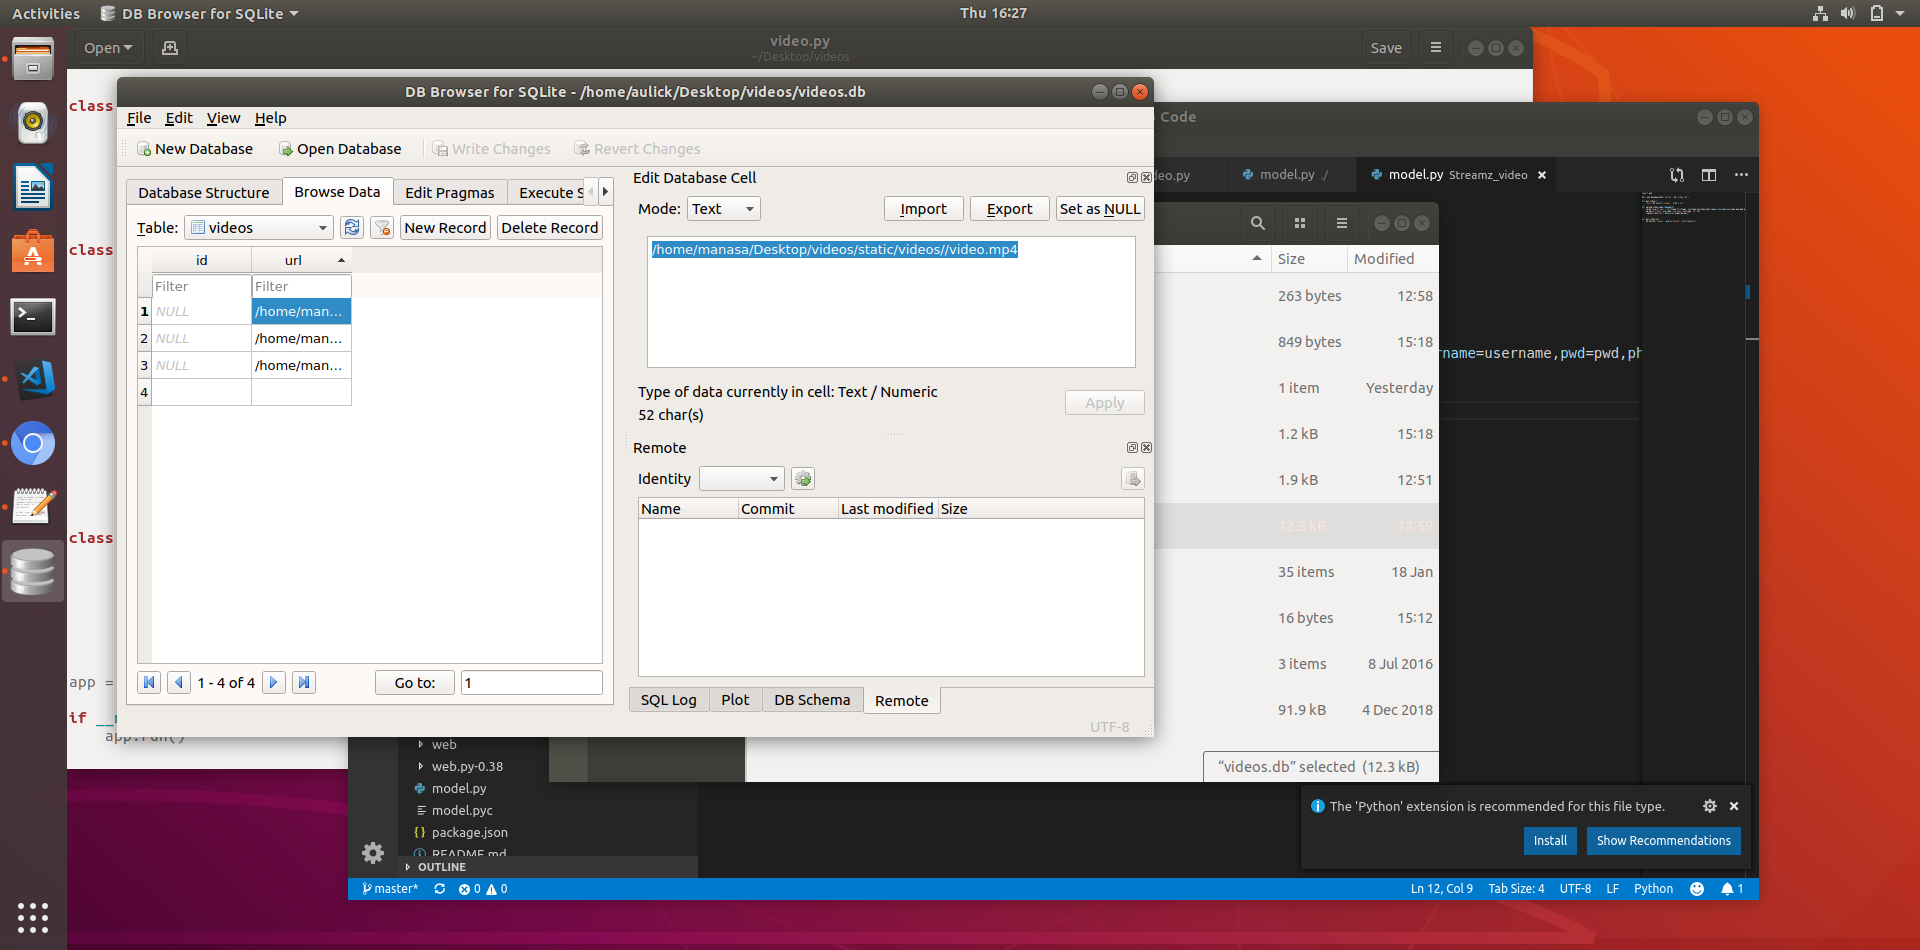 Activities DB Browser for SQLite Thu 16:27
Open video.py Save
~/Desktop/videos
DB Browser for SQLite - /home/aulick/Desktop/videos/videos.db
File Edit View Help
New Database Open Database Write Changes Revert Changes
Database Structure Browse Data Edit Pragmas Execute S
Table: videos New Record Delete Record
id url
Filter Filter
1 NULL /home/man...
2 NULL /home/man...
3 NULL /home/man...
4
1 - 4 of 4 Go to: 1
Edit Database Cell
Mode: Text Import Export Set as NULL
/home/manasa/Desktop/videos/static/videos//video.mp4
Type of data currently in cell: Text / Numeric
52 char(s)
Apply
Remote
Identity
Name Commit Last modified Size
SQL Log Plot DB Schema Remote
UTF-8
class
class
class
app =
if __
app.run()
Code
deo.py model.py ./ model.py Streamz_video
Size Modified
263 bytes 12:58
849 bytes 15:18
1 item Yesterday
1.2 kB 15:18
1.9 kB 12:51
12.3 kB 12:59
35 items 18 Jan
16 bytes 15:12
3 items 8 Jul 2016
91.9 kB 4 Dec 2018
“videos.db” selected (12.3 kB)
rname=username,pwd=pwd,ph
web
web.py-0.38
model.py
model.pyc
{} package.json
README.md
OUTLINE
The 'Python' extension is recommended for this file type.
Install Show Recommendations
master* 0 0 Ln 12, Col 9 Tab Size: 4 UTF-8 LF Python 1